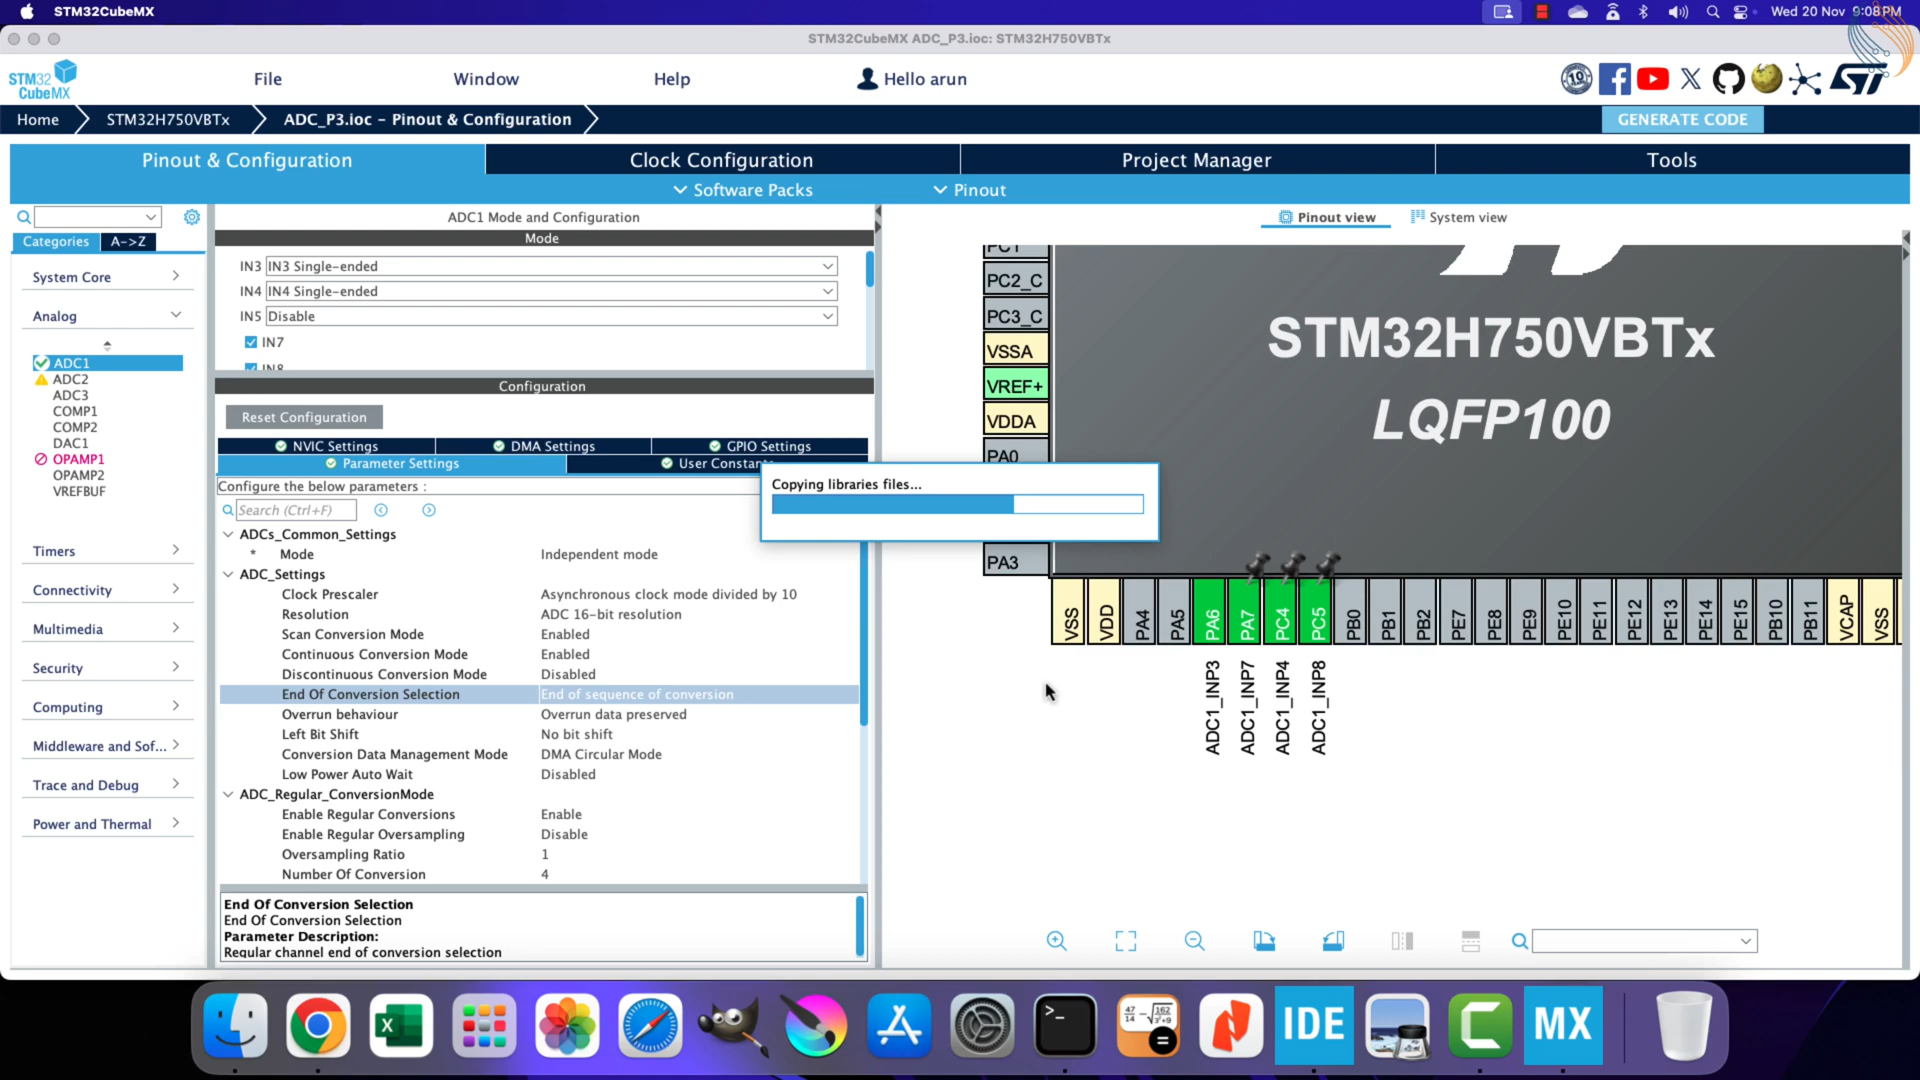 STM32CubeMX
Wed 20 Nov 9:08PM
STM32CubeMX ADC_P3.ioc: STM32H750VBTx
STM32
CubeMX
File
Window
Help
Hello arun
10
Home
STM32H750VBTx
ADC_P3.ioc – Pinout & Configuration
GENERATE CODE
Pinout & Configuration
Clock Configuration
Project Manager
Tools
Software Packs
Pinout
Categories
A->Z
System Core
Analog
ADC1
ADC2
ADC3
COMP1
COMP2
DAC1
OPAMP1
OPAMP2
VREFBUF
Timers
Connectivity
Multimedia
Security
Computing
Middleware and Sof...
Trace and Debug
Power and Thermal
ADC1 Mode and Configuration
Mode
IN3 IN3 Single-ended
IN4 IN4 Single-ended
IN5 Disable
IN7
IN8
Configuration
Reset Configuration
NVIC Settings
DMA Settings
GPIO Settings
Parameter Settings
User Constants
Configure the below parameters :
Search (Ctrl+F)
ADCs_Common_Settings
* Mode Independent mode
ADC_Settings
Clock Prescaler Asynchronous clock mode divided by 10
Resolution ADC 16-bit resolution
Scan Conversion Mode Enabled
Continuous Conversion Mode Enabled
Discontinuous Conversion Mode Disabled
End Of Conversion Selection End of sequence of conversion
Overrun behaviour Overrun data preserved
Left Bit Shift No bit shift
Conversion Data Management Mode DMA Circular Mode
Low Power Auto Wait Disabled
ADC_Regular_ConversionMode
Enable Regular Conversions Enable
Enable Regular Oversampling Disable
Oversampling Ratio 1
Number Of Conversion 4
End Of Conversion Selection
End Of Conversion Selection
Parameter Description:
Regular channel end of conversion selection
Copying libraries files...
Pinout view
System view
PC1
PC2_C
PC3_C
VSSA
VREF+
VDDA
PA0
PA3
STM32H750VBTx
LQFP100
VSS
VDD
PA4
PA5
PA6
PA7
PC4
PC5
PB0
PB1
PB2
PE7
PE8
PE9
PE10
PE11
PE12
PE13
PE14
PE15
PB10
PB11
VCAP
VSS
ADC1_INP3
ADC1_INP7
ADC1_INP4
ADC1_INP8
IDE
MX